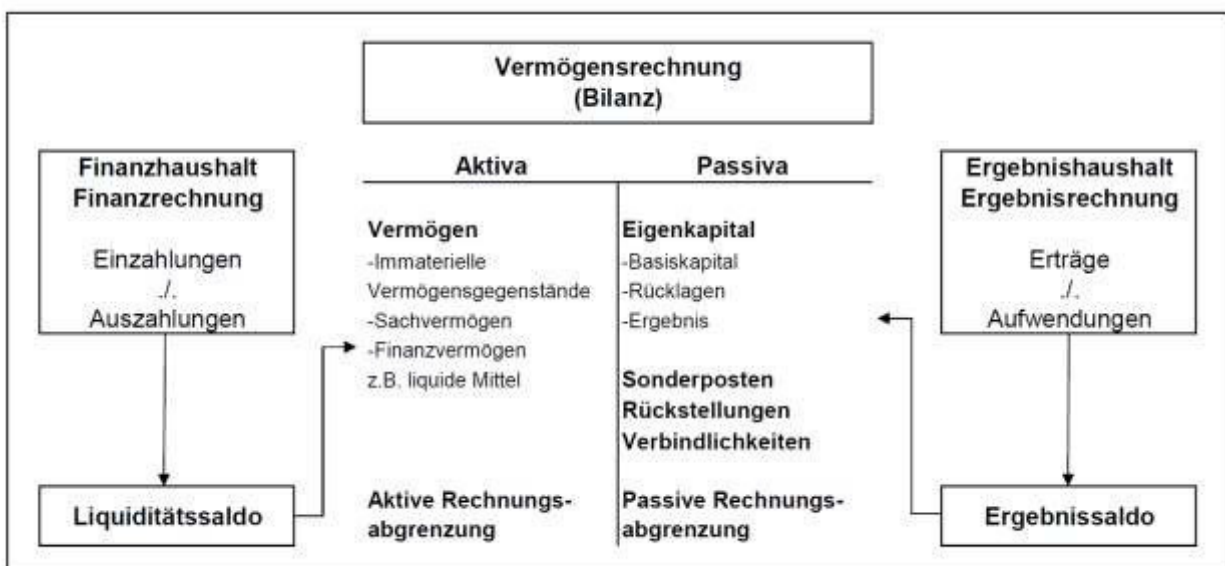 Vermögensrechnung
(Bilanz)
Finanzhaushalt
Finanzrechnung
Einzahlungen
./.
Auszahlungen
Liquiditätssaldo
Aktiva
Vermögen
-Immaterielle
Vermögensgegenstände
-Sachvermögen
-Finanzvermögen
z.B. liquide Mittel
Aktive Rechnungs-
abgrenzung
Passiva
Eigenkapital
-Basiskapital
-Rücklagen
-Ergebnis
Sonderposten
Rückstellungen
Verbindlichkeiten
Passive Rechnungs-
abgrenzung
Ergebnishaushalt
Ergebnisrechnung
Erträge
./.
Aufwendungen
Ergebnissaldo